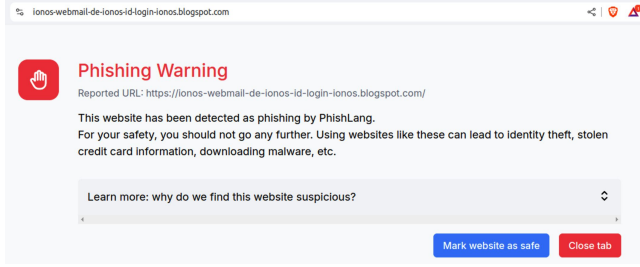 ionos-webmail-de-ionos-id-login-ionos.blogspot.com
Phishing Warning
Reported URL: https://ionos-webmail-de-ionos-id-login-ionos.blogspot.com/
This website has been detected as phishing by PhishLang.
For your safety, you should not go any further. Using websites like these can lead to identity theft, stolen
credit card information, downloading malware, etc.
Learn more: why do we find this website suspicious?
Mark website as safe
Close tab